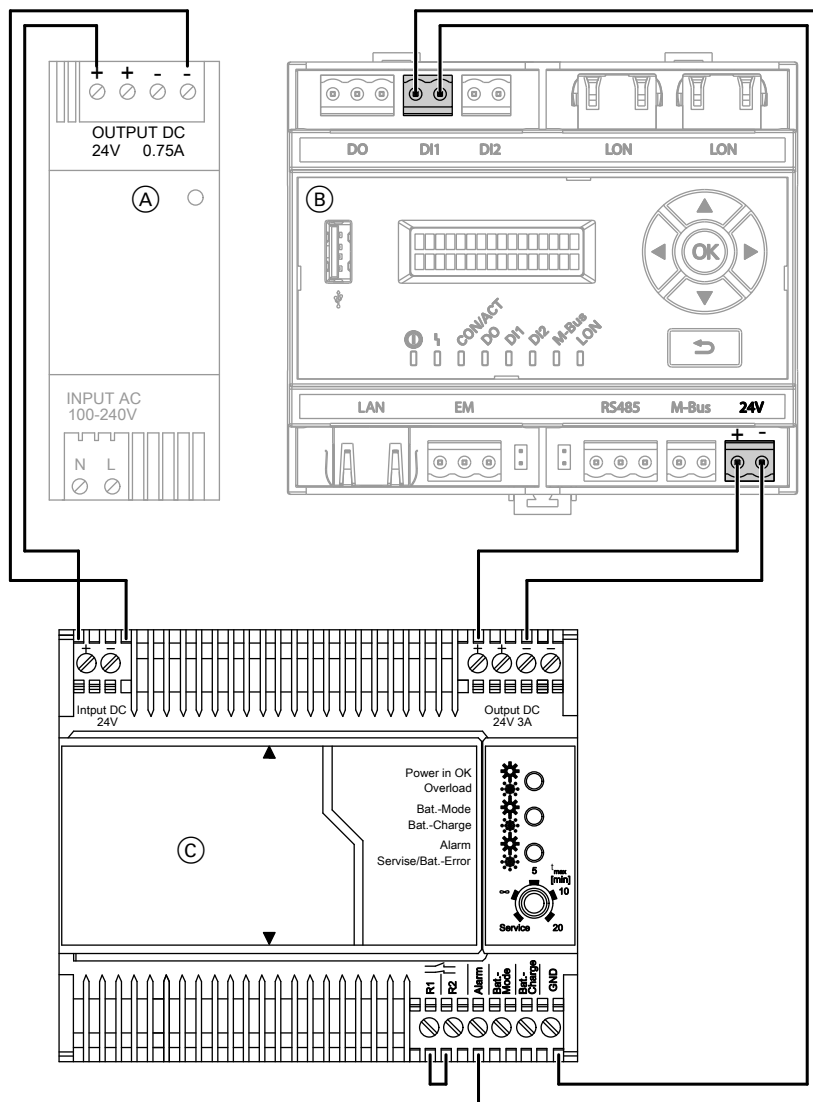 + + - -
OUTPUT DC
24V 0.75A
A
INPUT AC
100-240V
N L
DO DI1 DI2 LON LON
B
OK
CON/ACT DO DI1 DI2 M-Bus LON
LAN EM RS485 M-Bus 24V
+ -
+ - 
Intput DC
24V
+ + - -
Output DC
24V 3A
Power in OK
Overload
Bat.-Mode
Bat.-Charge
Alarm
Servise/Bat.-Error
C
5
tmax
[min]
∞ 10
Service 20
R1 R2 Alarm Bat.-Mode Bat.-Charge GND